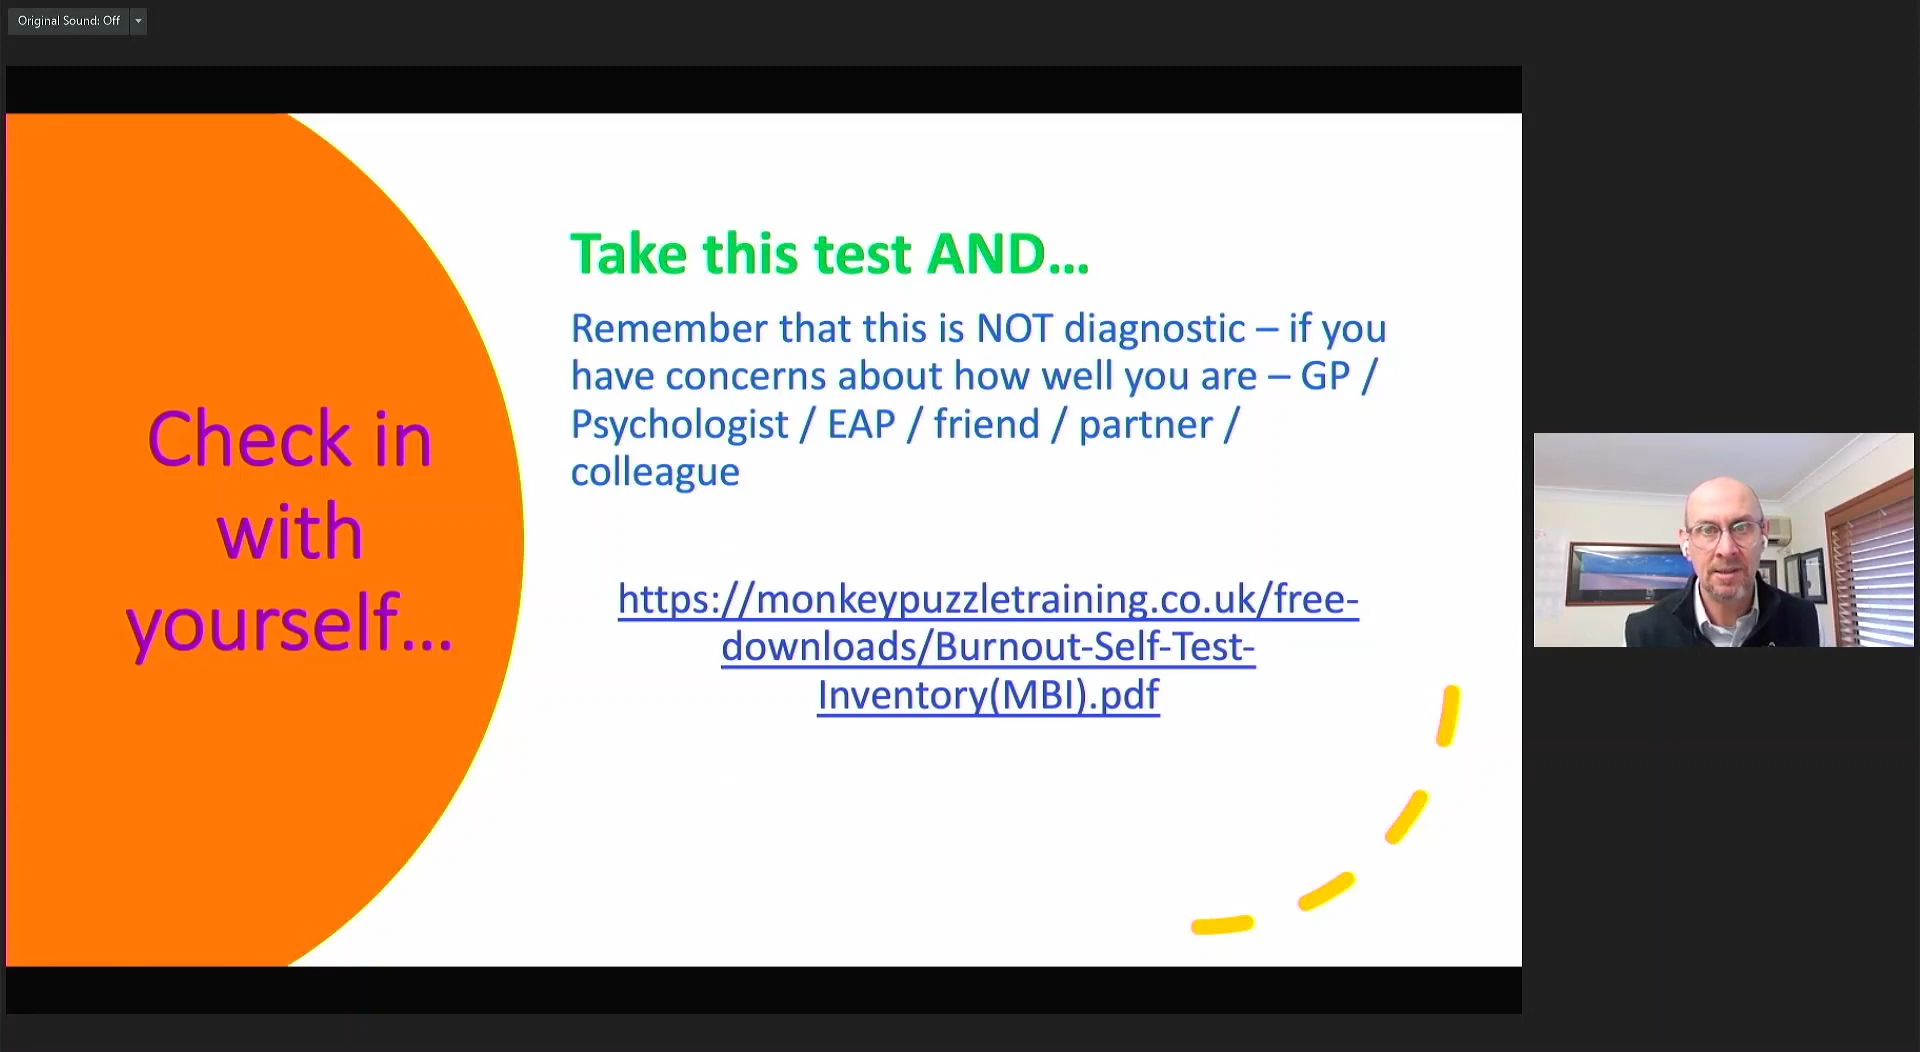 Original Sound: Off
Check in
with
yourself...
Take this test AND...
Remember that this is NOT diagnostic – if you
have concerns about how well you are – GP /
Psychologist / EAP / friend / partner /
colleague
https://monkeypuzzletraining.co.uk/free-
downloads/Burnout-Self-Test-
Inventory(MBI).pdf